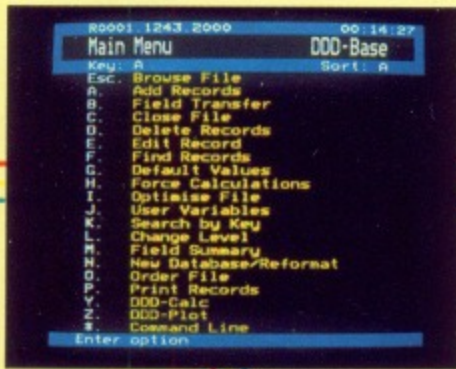 R0001.1243.2000 00:14:27
Main Menu DDD-Base
Key: A Sort: A
Esc. Browse File
A. Add Records
B. Field Transfer
C. Close File
D. Delete Records
E. Edit Record
F. Find Records
G. Default Values
H. Force Calculations
I. Optimise File
J. User Variables
K. Search by Key
L. Change Level
M. Field Summary
N. New Database/Reformat
O. Order File
P. Print Records
Y. DDD-Calc
Z. DDD-Plot
*. Command Line
Enter option